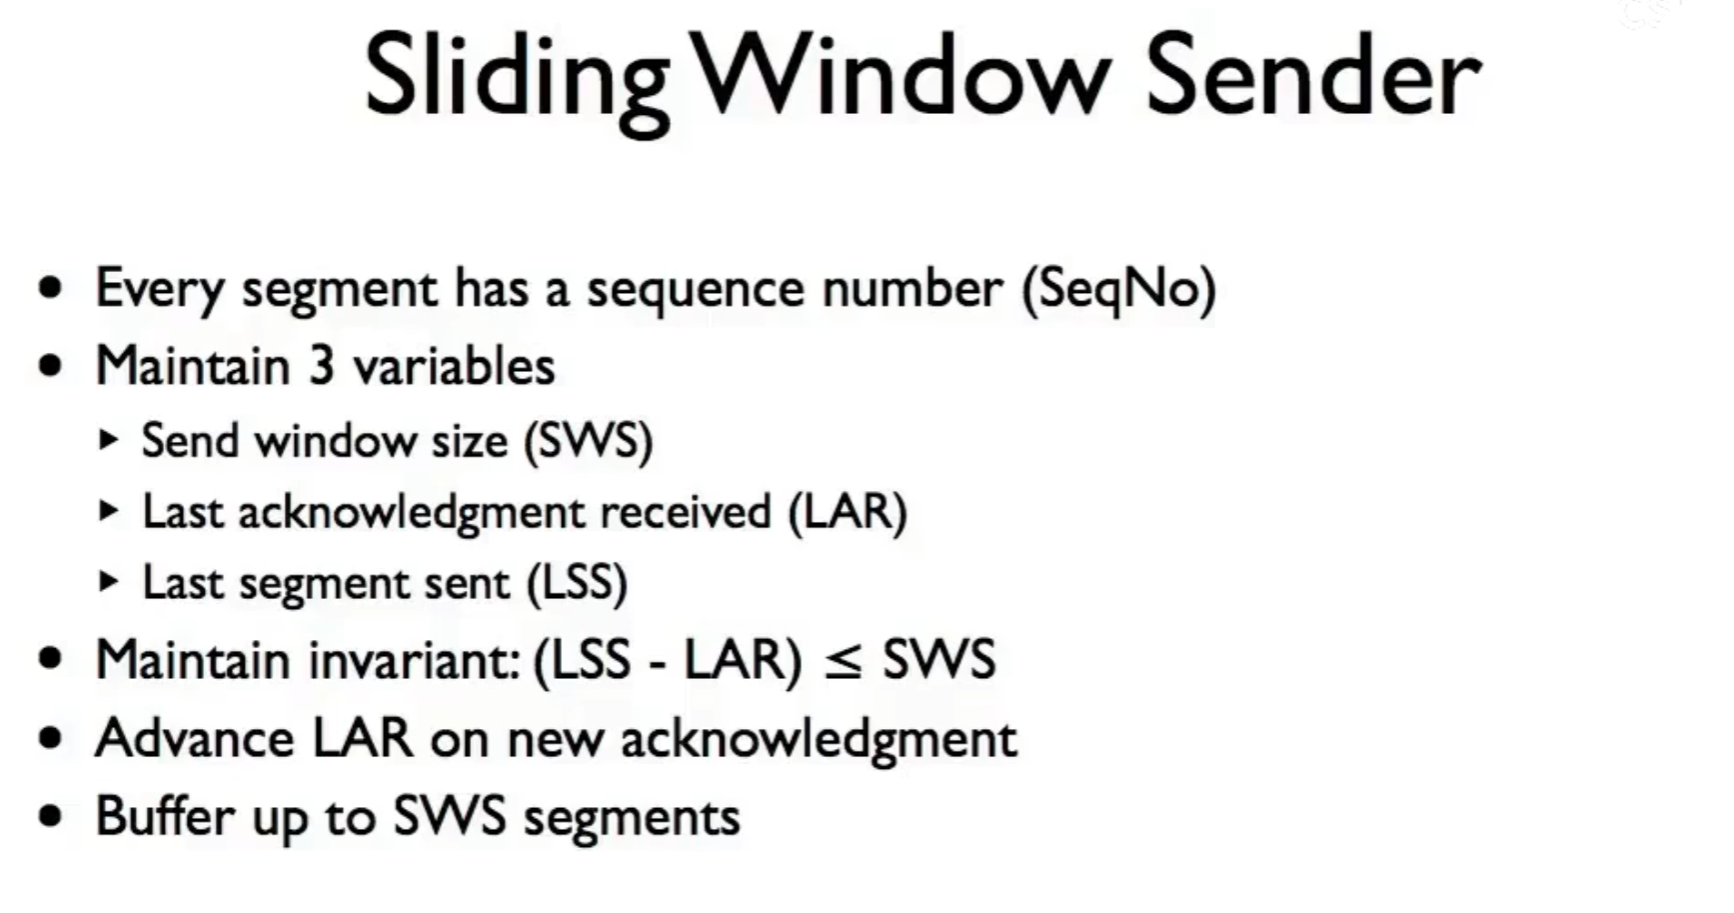 Sliding Window Sender
• Every segment has a sequence number (SeqNo)
• Maintain 3 variables
▸ Send window size (SWS)
▸ Last acknowledgment received (LAR)
▸ Last segment sent (LSS)
• Maintain invariant: (LSS - LAR) ≤ SWS
• Advance LAR on new acknowledgment
• Buffer up to SWS segments